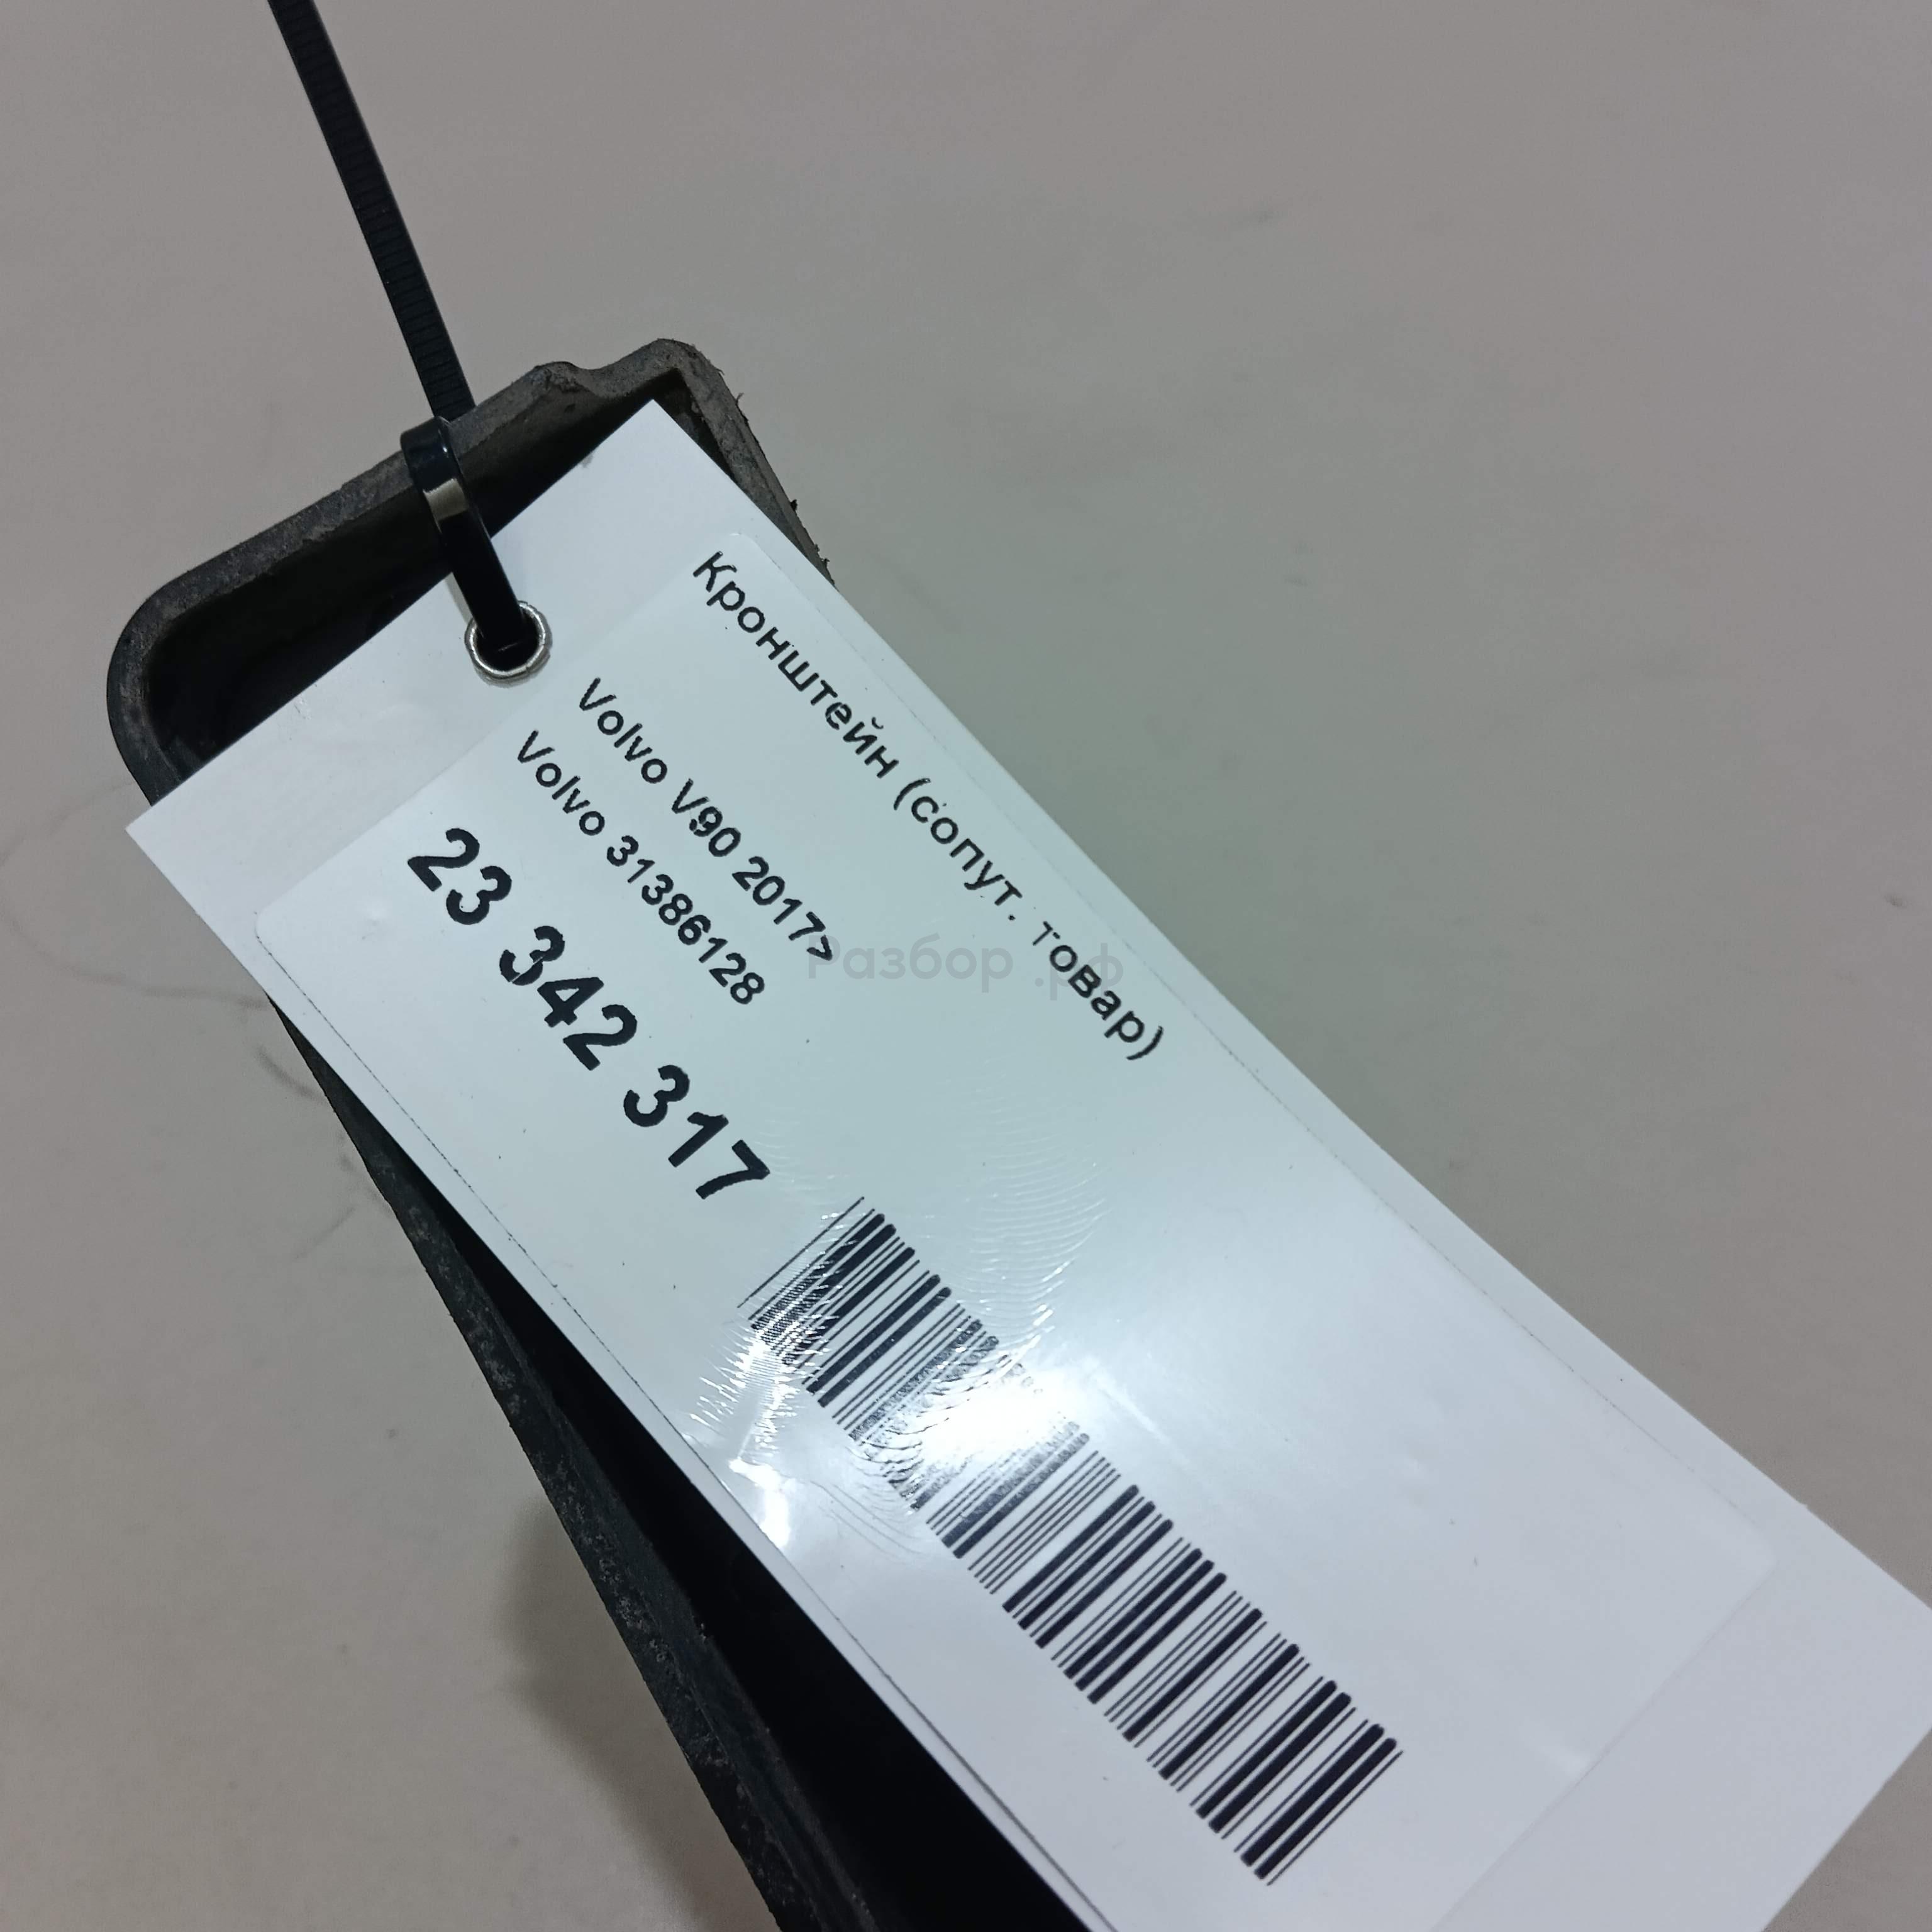 Кронштейн (сопут. товар)
Volvo V90 2017>
Volvo 31386128
23 342 317
Разбор.рф